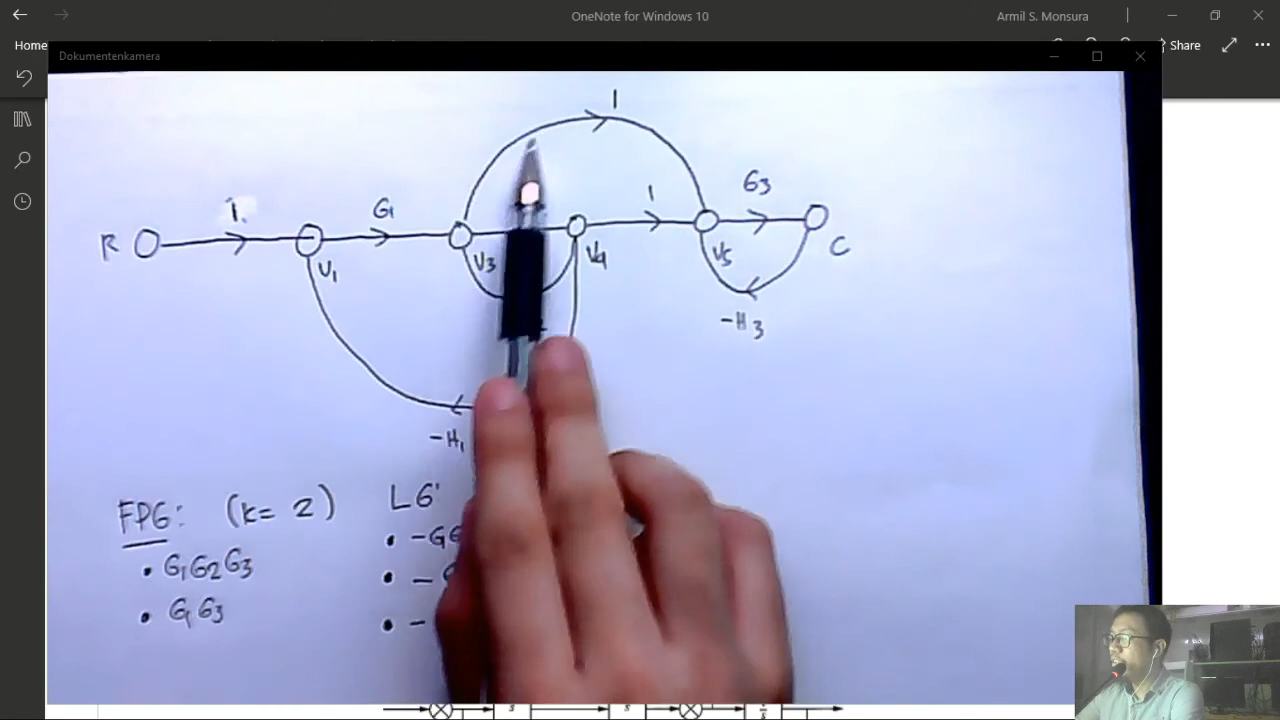 OneNote for Windows 10
Armil S. Monsura
Home
Share
Dokumentenkamera
1
1.
G1
1
G3
R
V1
V3
V4
V5
C
-H3
-H1
FPG: (k= 2)
• G1G2G3
• G1G3
LG'
• -G
• -
• -
s
s